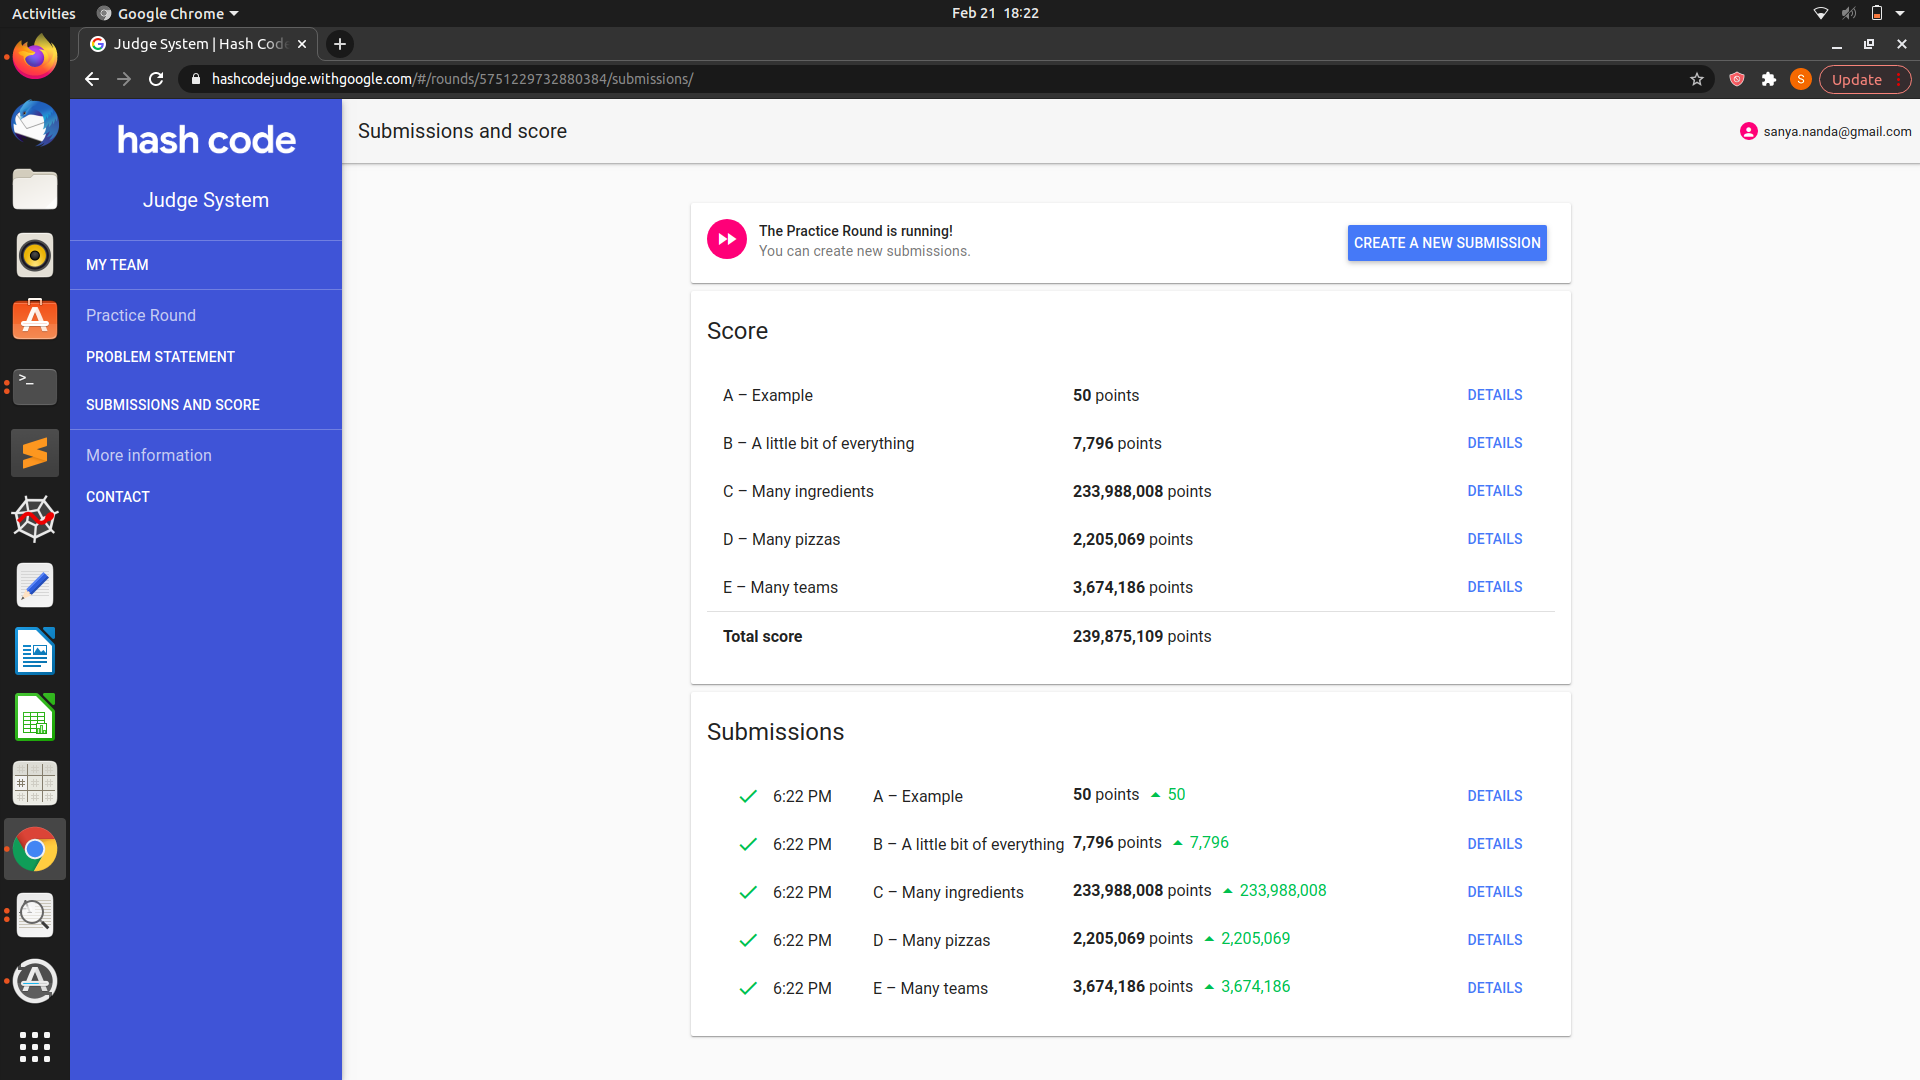 Activities
Google Chrome
Feb 21 18:22
Judge System | Hash Code
hashcodejudge.withgoogle.com/#/rounds/5751229732880384/submissions/
S
Update
hash code
Judge System
MY TEAM
Practice Round
PROBLEM STATEMENT
SUBMISSIONS AND SCORE
More information
CONTACT
Submissions and score
sanya.nanda@gmail.com
The Practice Round is running!
You can create new submissions.
CREATE A NEW SUBMISSION
Score
A – Example 50 points DETAILS
B – A little bit of everything 7,796 points DETAILS
C – Many ingredients 233,988,008 points DETAILS
D – Many pizzas 2,205,069 points DETAILS
E – Many teams 3,674,186 points DETAILS
Total score 239,875,109 points
Submissions
6:22 PM A – Example 50 points 50 DETAILS
6:22 PM B – A little bit of everything 7,796 points 7,796 DETAILS
6:22 PM C – Many ingredients 233,988,008 points 233,988,008 DETAILS
6:22 PM D – Many pizzas 2,205,069 points 2,205,069 DETAILS
6:22 PM E – Many teams 3,674,186 points 3,674,186 DETAILS